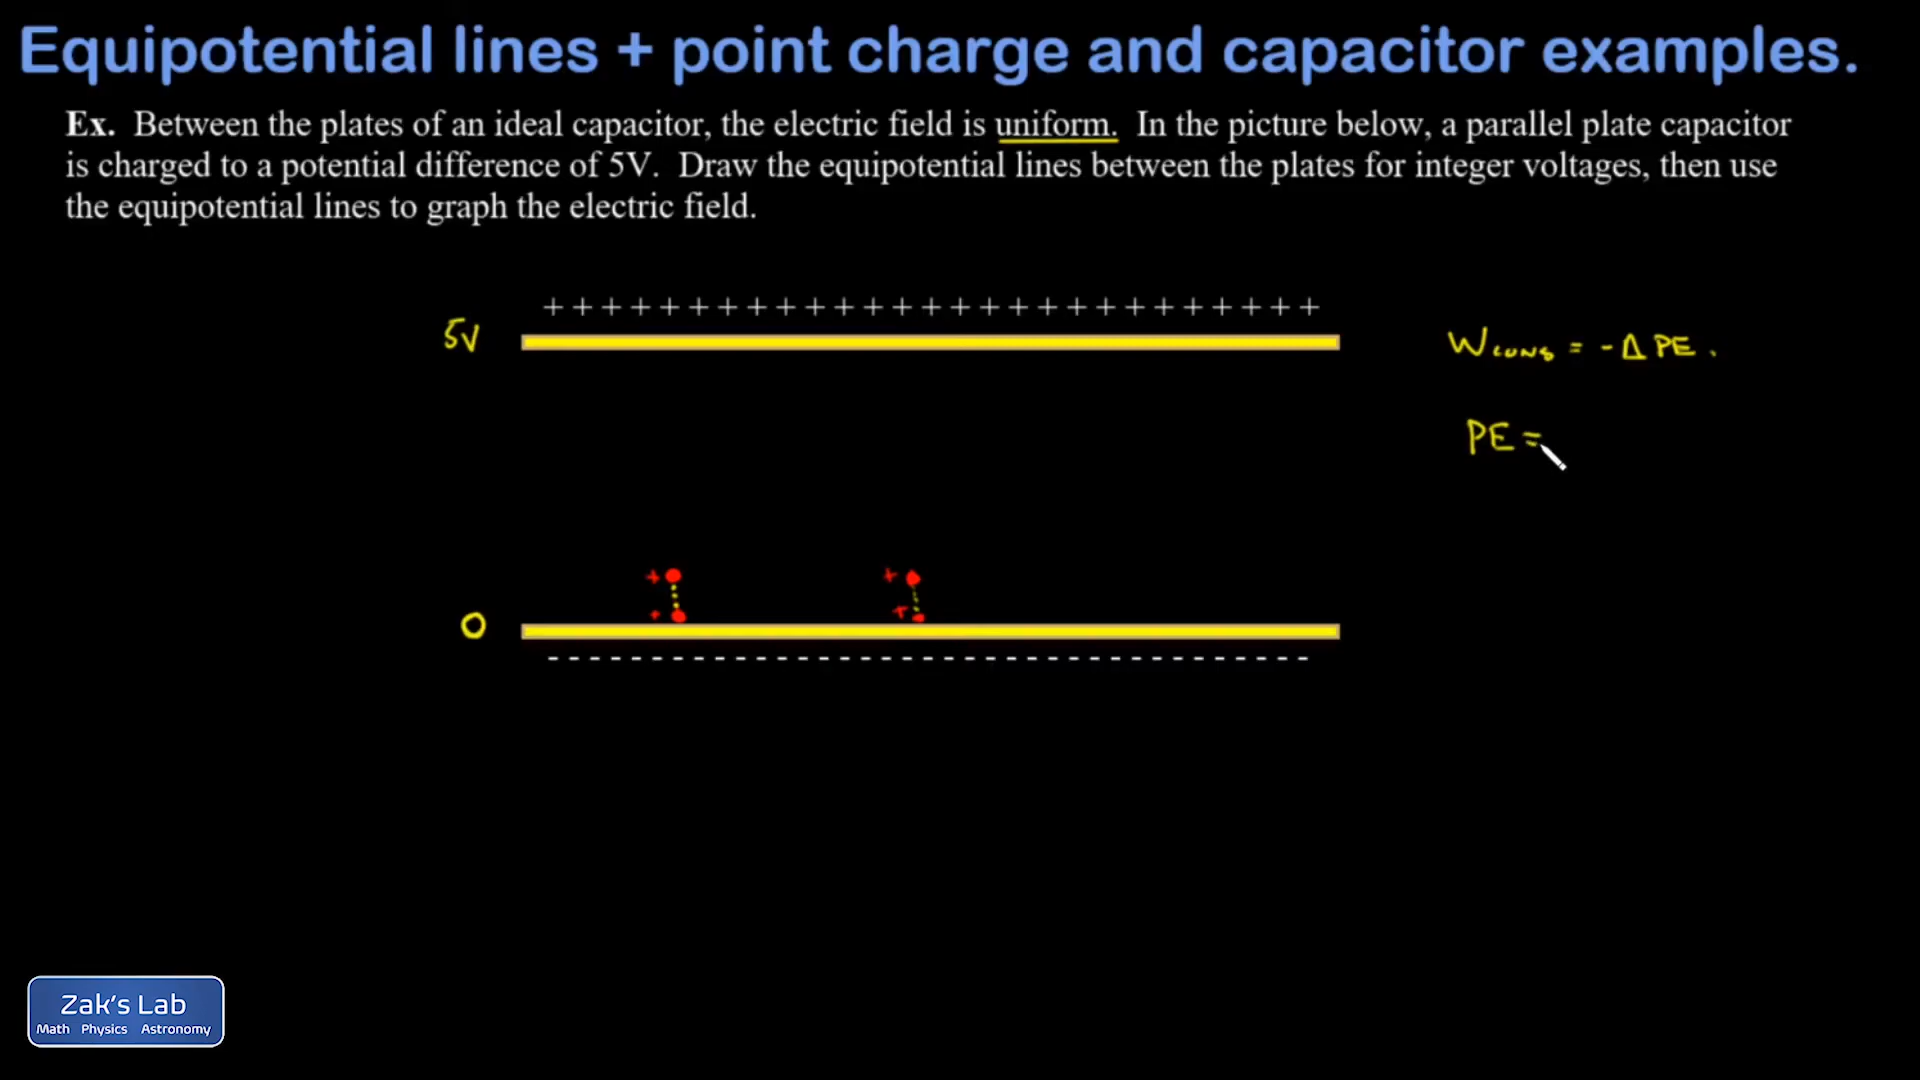 Equipotential lines + point charge and capacitor examples.
Ex. Between the plates of an ideal capacitor, the electric field is uniform. In the picture below, a parallel plate capacitor
is charged to a potential difference of 5V. Draw the equipotential lines between the plates for integer voltages, then use
the equipotential lines to graph the electric field.
+ + + + + + + + + + + + + + + + + + + + + + + + + + +
5V
Wcons = -Δ PE.
PE =
+ +
+ +
0
- - - - - - - - - - - - - - - - - - - - - - - - - - - - - - - - - - - - -
Zak's Lab
Math Physics Astronomy